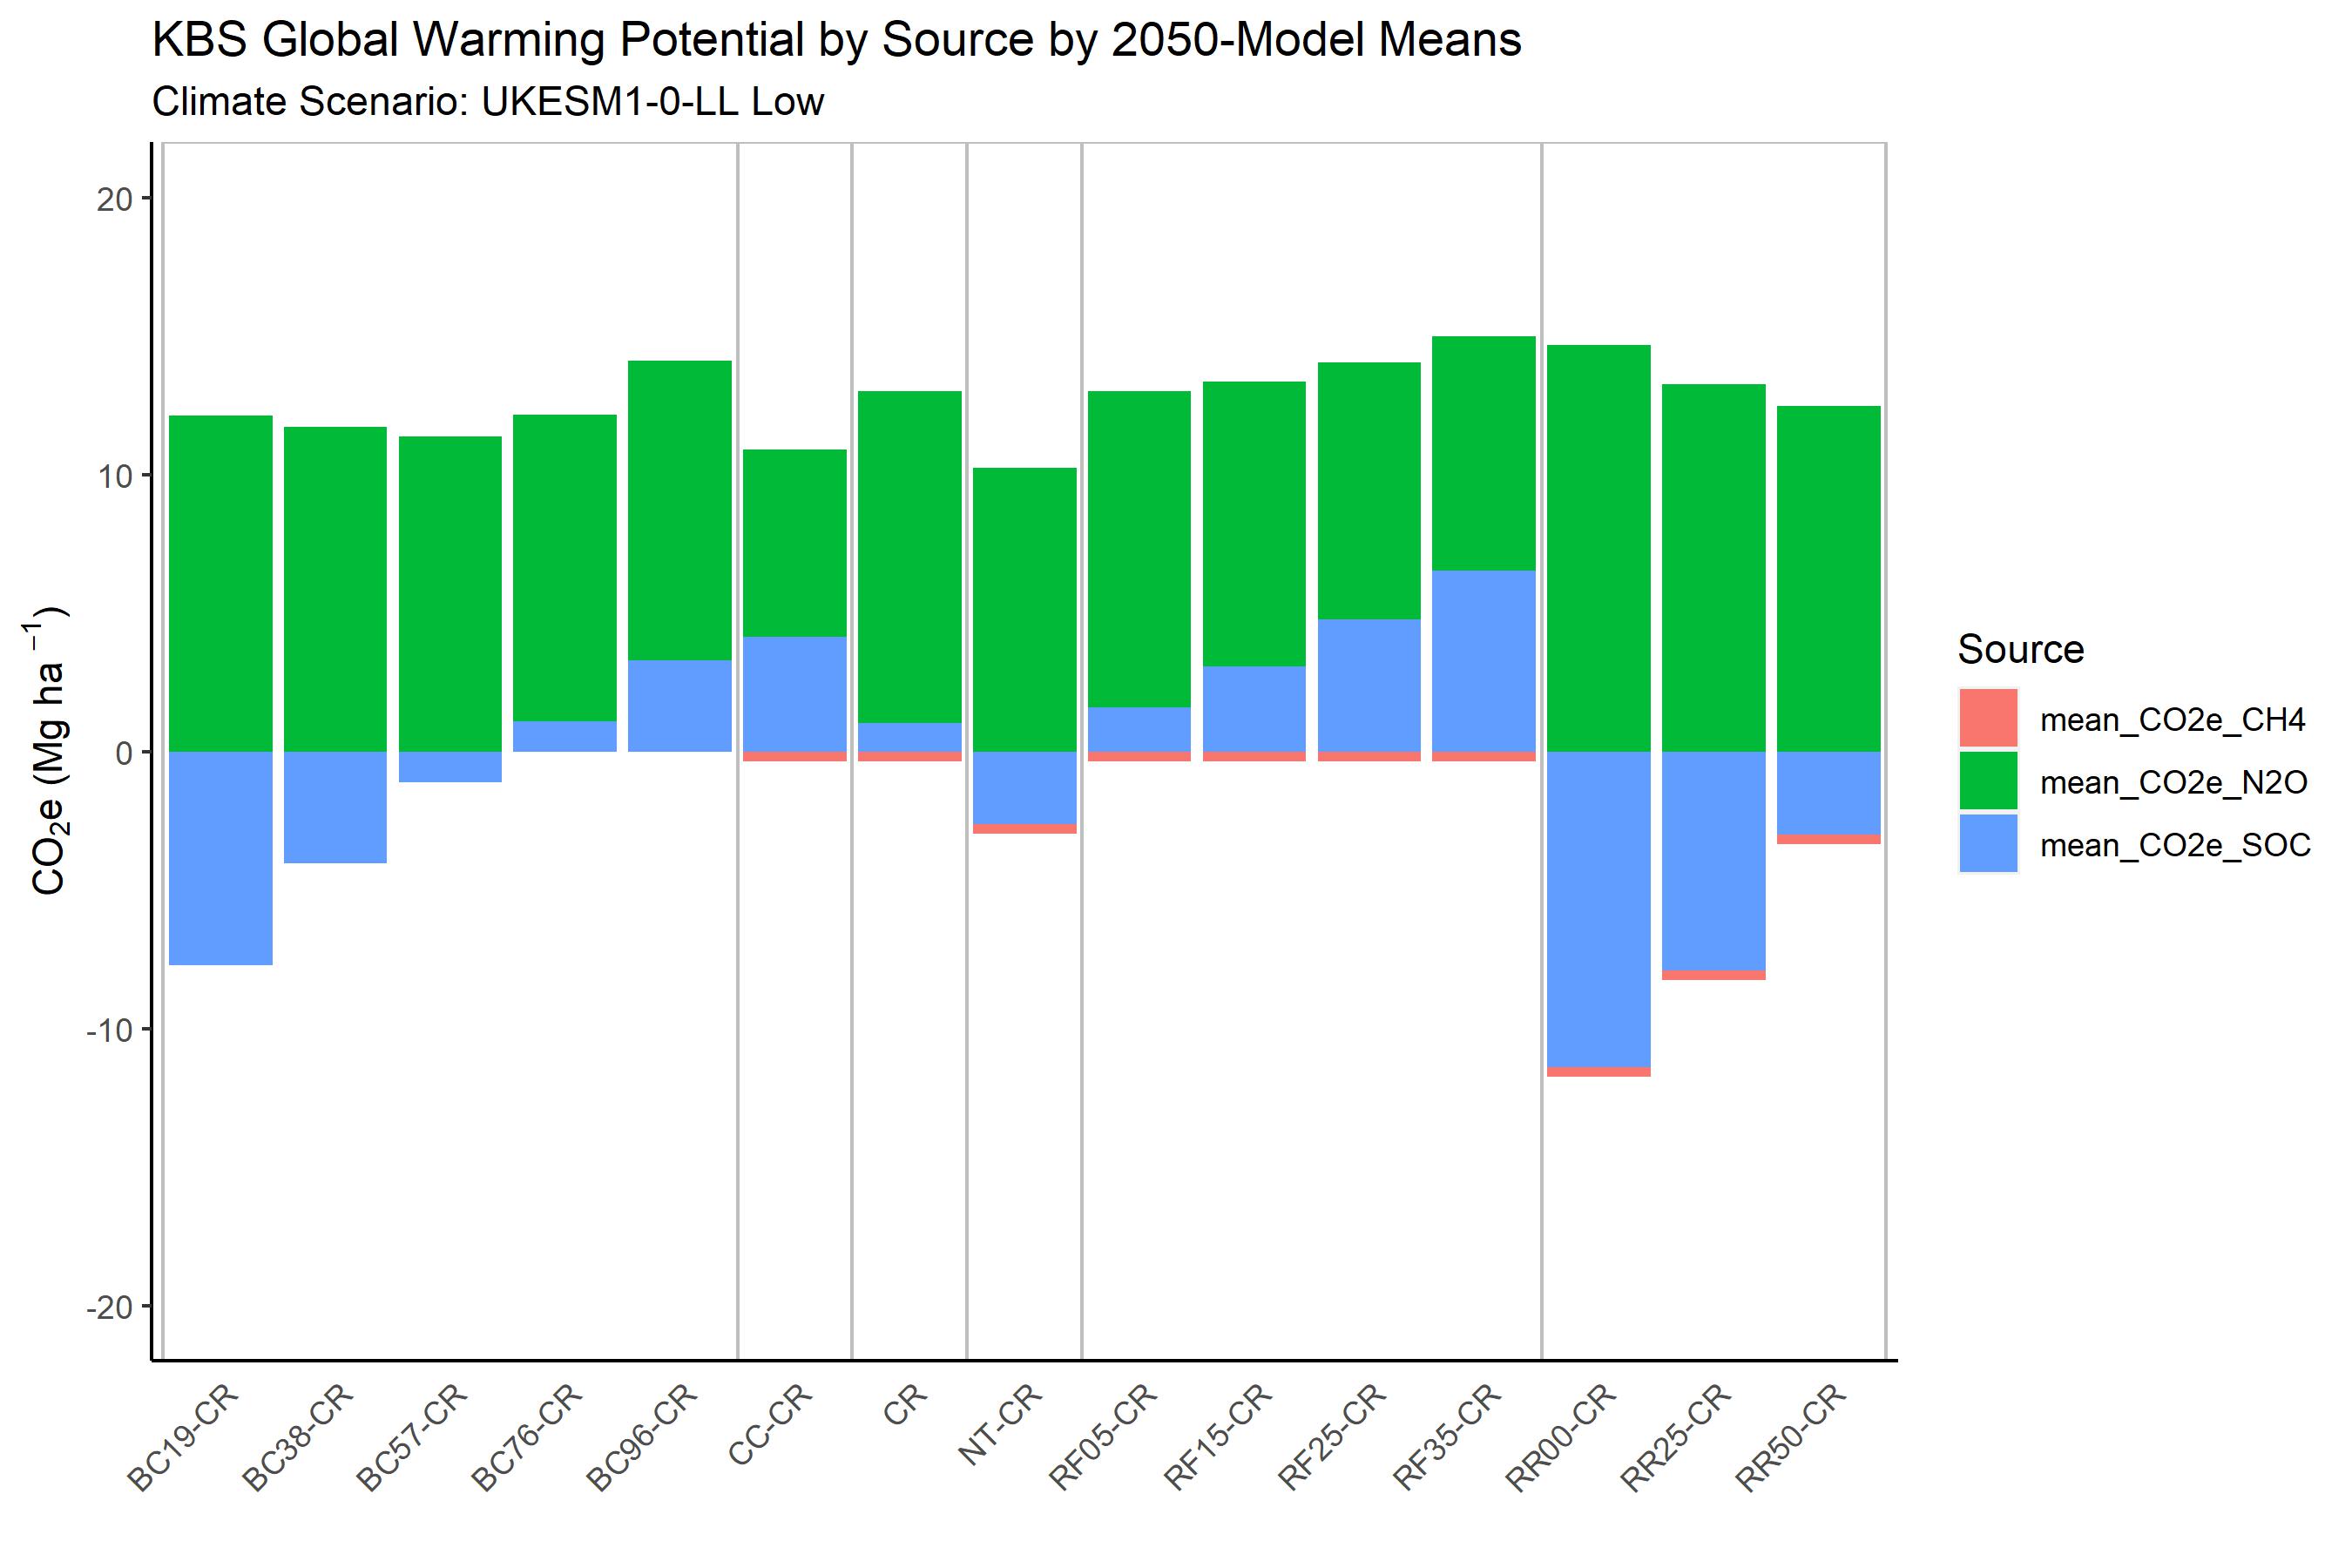 KBS Global Warming Potential by Source by 2050-Model Means
Climate Scenario: UKESM1-0-LL Low
CO₂e (Mg ha ⁻¹)
20
10
0
-10
-20
BC19-CR
BC38-CR
BC57-CR
BC76-CR
BC96-CR
CC-CR
CR
NT-CR
RF05-CR
RF15-CR
RF25-CR
RF35-CR
RR00-CR
RR25-CR
RR50-CR
Source
mean_CO2e_CH4
mean_CO2e_N2O
mean_CO2e_SOC